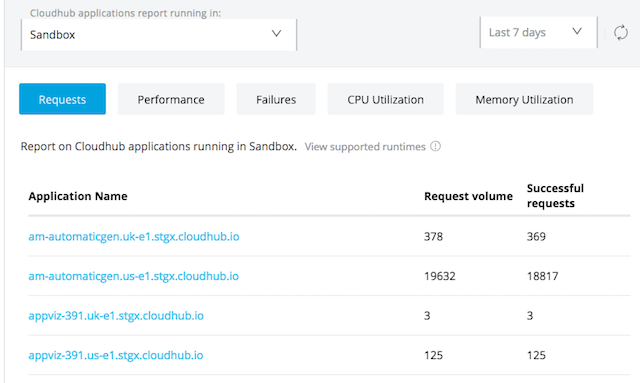 Cloudhub applications report running in:
Sandbox
Last 7 days
Requests Performance Failures CPU Utilization Memory Utilization
Report on Cloudhub applications running in Sandbox. View supported runtimes
Application Name Request volume Successful requests
am-automaticgen.uk-e1.stgx.cloudhub.io 378 369
am-automaticgen.us-e1.stgx.cloudhub.io 19632 18817
appviz-391.uk-e1.stgx.cloudhub.io 3 3
appviz-391.us-e1.stgx.cloudhub.io 125 125